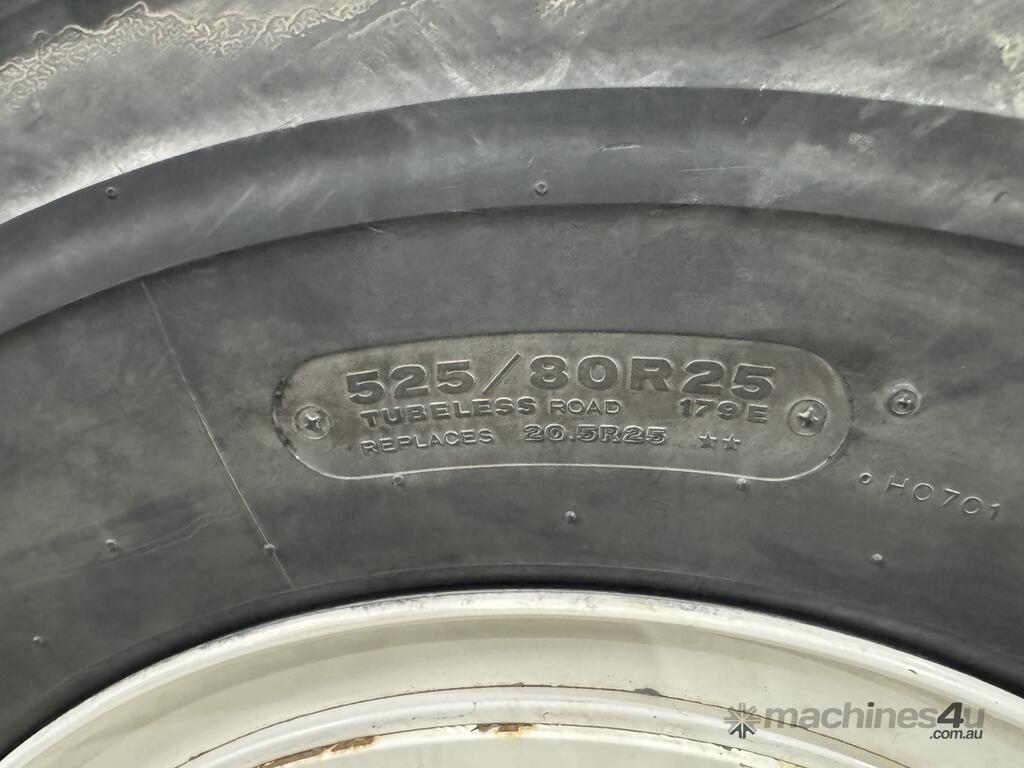 525/80R25
TUBELESS ROAD 179E
REPLACES 20.5R25 ★★
H0701
machines4u
.com.au